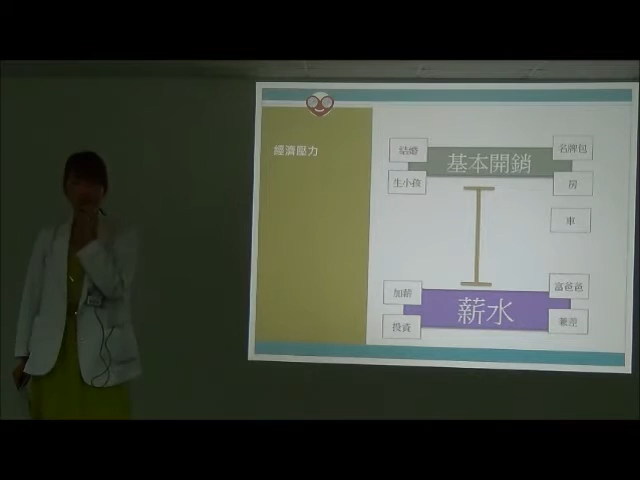 經濟壓力
結婚
基本開銷
名牌包
生小孩
房
車
加薪
薪水
富爸爸
投資
兼差